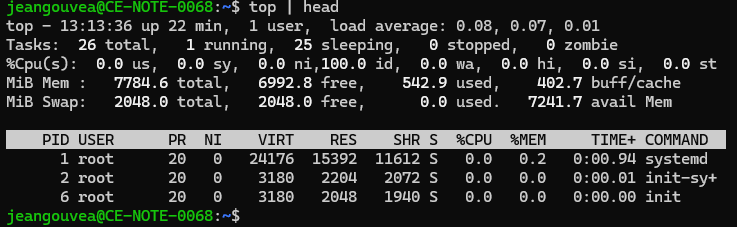 jeangouvea@CE-NOTE-0068:~$ top | head
top - 13:13:36 up 22 min,  1 user,  load average: 0.08, 0.07, 0.01
Tasks:  26 total,   1 running,  25 sleeping,   0 stopped,   0 zombie
%Cpu(s):  0.0 us,  0.0 sy,  0.0 ni,100.0 id,  0.0 wa,  0.0 hi,  0.0 si,  0.0 st
MiB Mem :   7784.6 total,   6992.8 free,    542.9 used,    402.7 buff/cache
MiB Swap:   2048.0 total,   2048.0 free,      0.0 used.   7241.7 avail Mem
PID USER      PR  NI    VIRT    RES    SHR S  %CPU  %MEM     TIME+ COMMAND
1 root      20   0   24176  15392  11612 S   0.0   0.2   0:00.94 systemd
2 root      20   0    3180   2204   2072 S   0.0   0.0   0:00.01 init-sy+
6 root      20   0    3180   2048   1940 S   0.0   0.0   0:00.00 init
jeangouvea@CE-NOTE-0068:~$